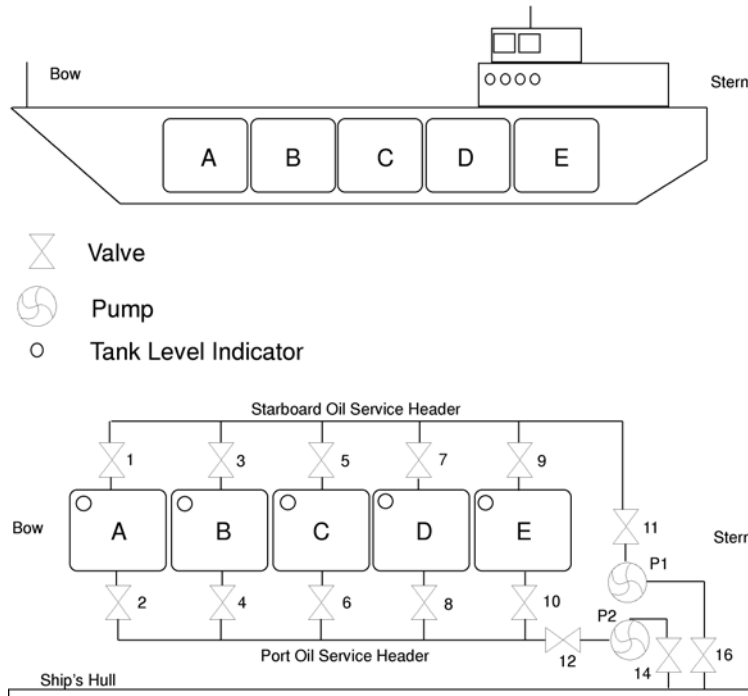 Bow
Stern
A B C D E
Valve
Pump
Tank Level Indicator
Starboard Oil Service Header
1 3 5 7 9
Bow
A B C D E
11
Stern
P1
2 4 6 8 10
P2
Port Oil Service Header
12 14 16
Ship's Hull